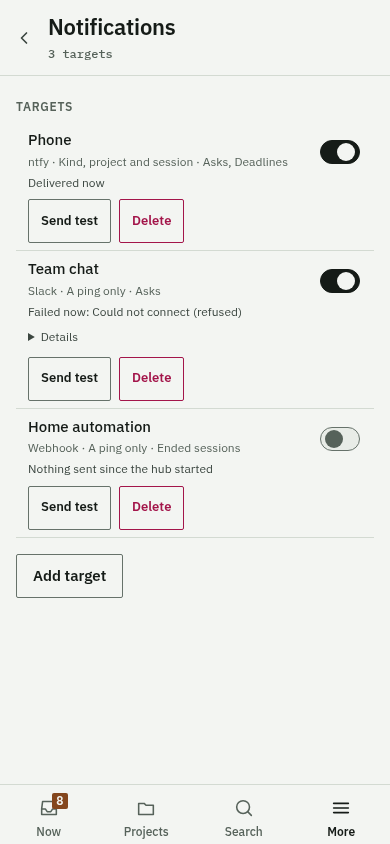 Notifications
3 targets
TARGETS
Phone
ntfy · Kind, project and session · Asks, Deadlines
Delivered now
Send test
Delete
Team chat
Slack · A ping only · Asks
Failed now: Could not connect (refused)
Details
Send test
Delete
Home automation
Webhook · A ping only · Ended sessions
Nothing sent since the hub started
Send test
Delete
Add target
8
Now
Projects
Search
More